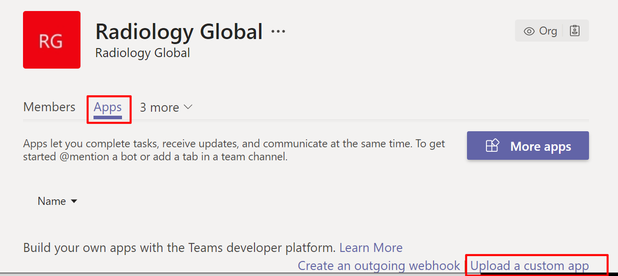 RG
Radiology Global ...
Radiology Global
Org
Members Apps 3 more
Apps let you complete tasks, receive updates, and communicate at the same time. To get
started @mention a bot or add a tab in a team channel.
More apps
Name
Build your own apps with the Teams developer platform. Learn More
Create an outgoing webhook Upload a custom app